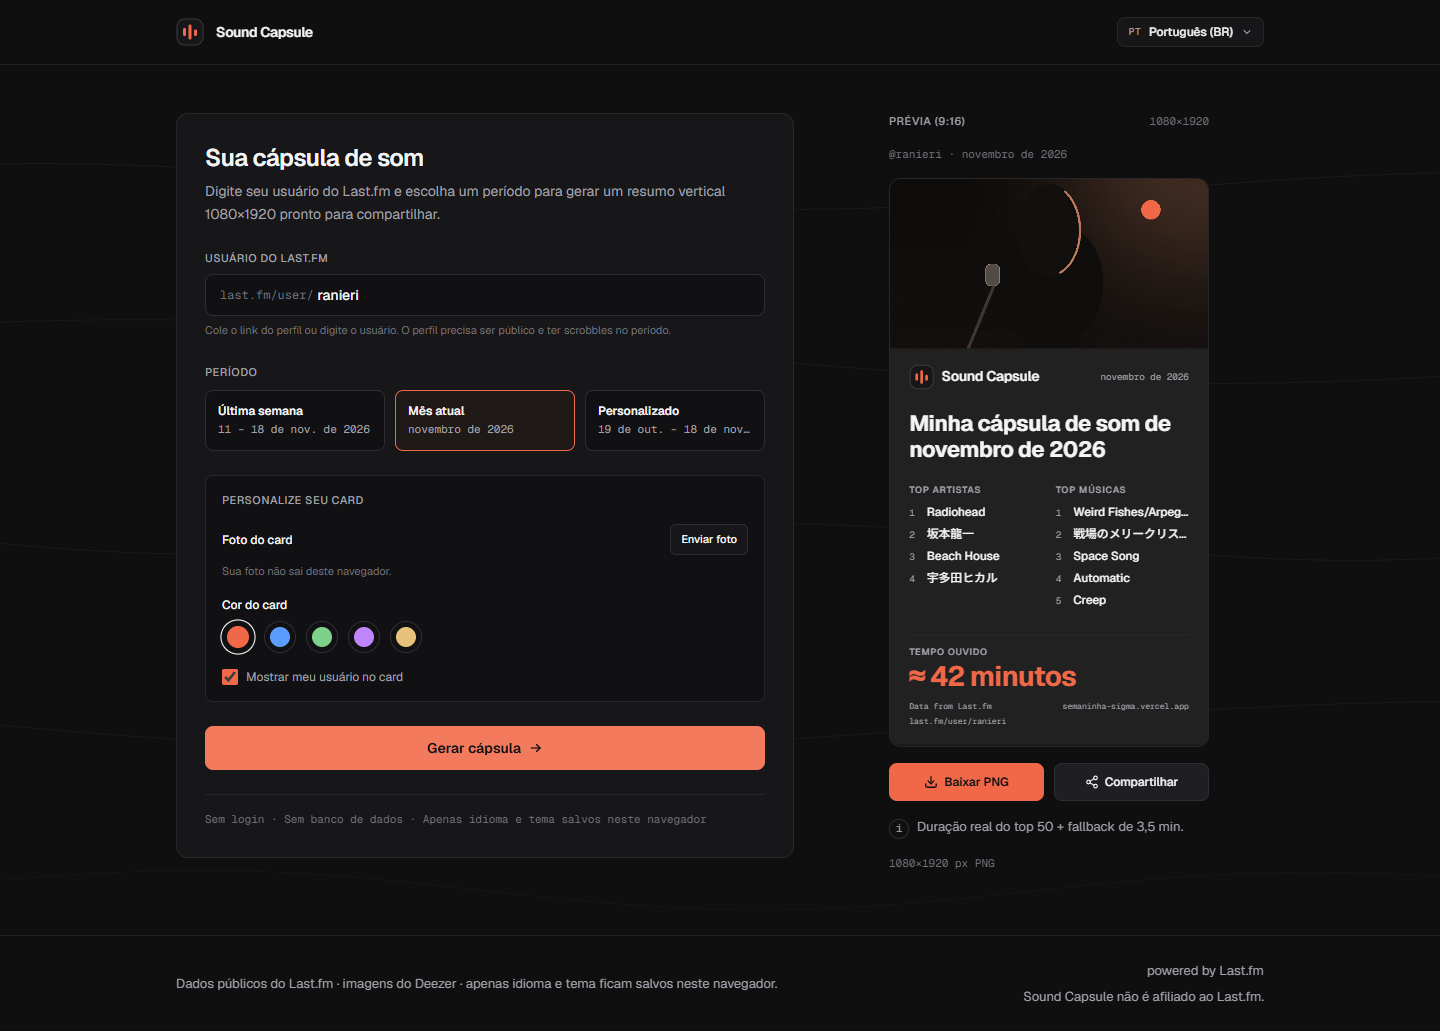 Sound Capsule
PT Português (BR)
Sua cápsula de som
Digite seu usuário do Last.fm e escolha um período para gerar um resumo vertical
1080×1920 pronto para compartilhar.
USUÁRIO DO LAST.FM
last.fm/user/ ranieri
Cole o link do perfil ou digite o usuário. O perfil precisa ser público e ter scrobbles no período.
PERÍODO
Última semana
11 – 18 de nov. de 2026
Mês atual
novembro de 2026
Personalizado
19 de out. – 18 de nov…
PERSONALIZE SEU CARD
Foto do card
Enviar foto
Sua foto não sai deste navegador.
Cor do card
Mostrar meu usuário no card
Gerar cápsula →
Sem login · Sem banco de dados · Apenas idioma e tema salvos neste navegador
PRÉVIA (9:16)
1080×1920
@ranieri · novembro de 2026
Sound Capsule
novembro de 2026
Minha cápsula de som de
novembro de 2026
TOP ARTISTAS
1 Radiohead
2 坂本龍一
3 Beach House
4 宇多田ヒカル
TOP MÚSICAS
1 Weird Fishes/Arpeg…
2 戦場のメリークリス…
3 Space Song
4 Automatic
5 Creep
TEMPO OUVIDO
≈ 42 minutos
Data from Last.fm
semaninha-sigma.vercel.app
last.fm/user/ranieri
Baixar PNG
Compartilhar
i Duração real do top 50 + fallback de 3,5 min.
1080×1920 px PNG
Dados públicos do Last.fm · imagens do Deezer · apenas idioma e tema ficam salvos neste navegador.
powered by Last.fm
Sound Capsule não é afiliado ao Last.fm.